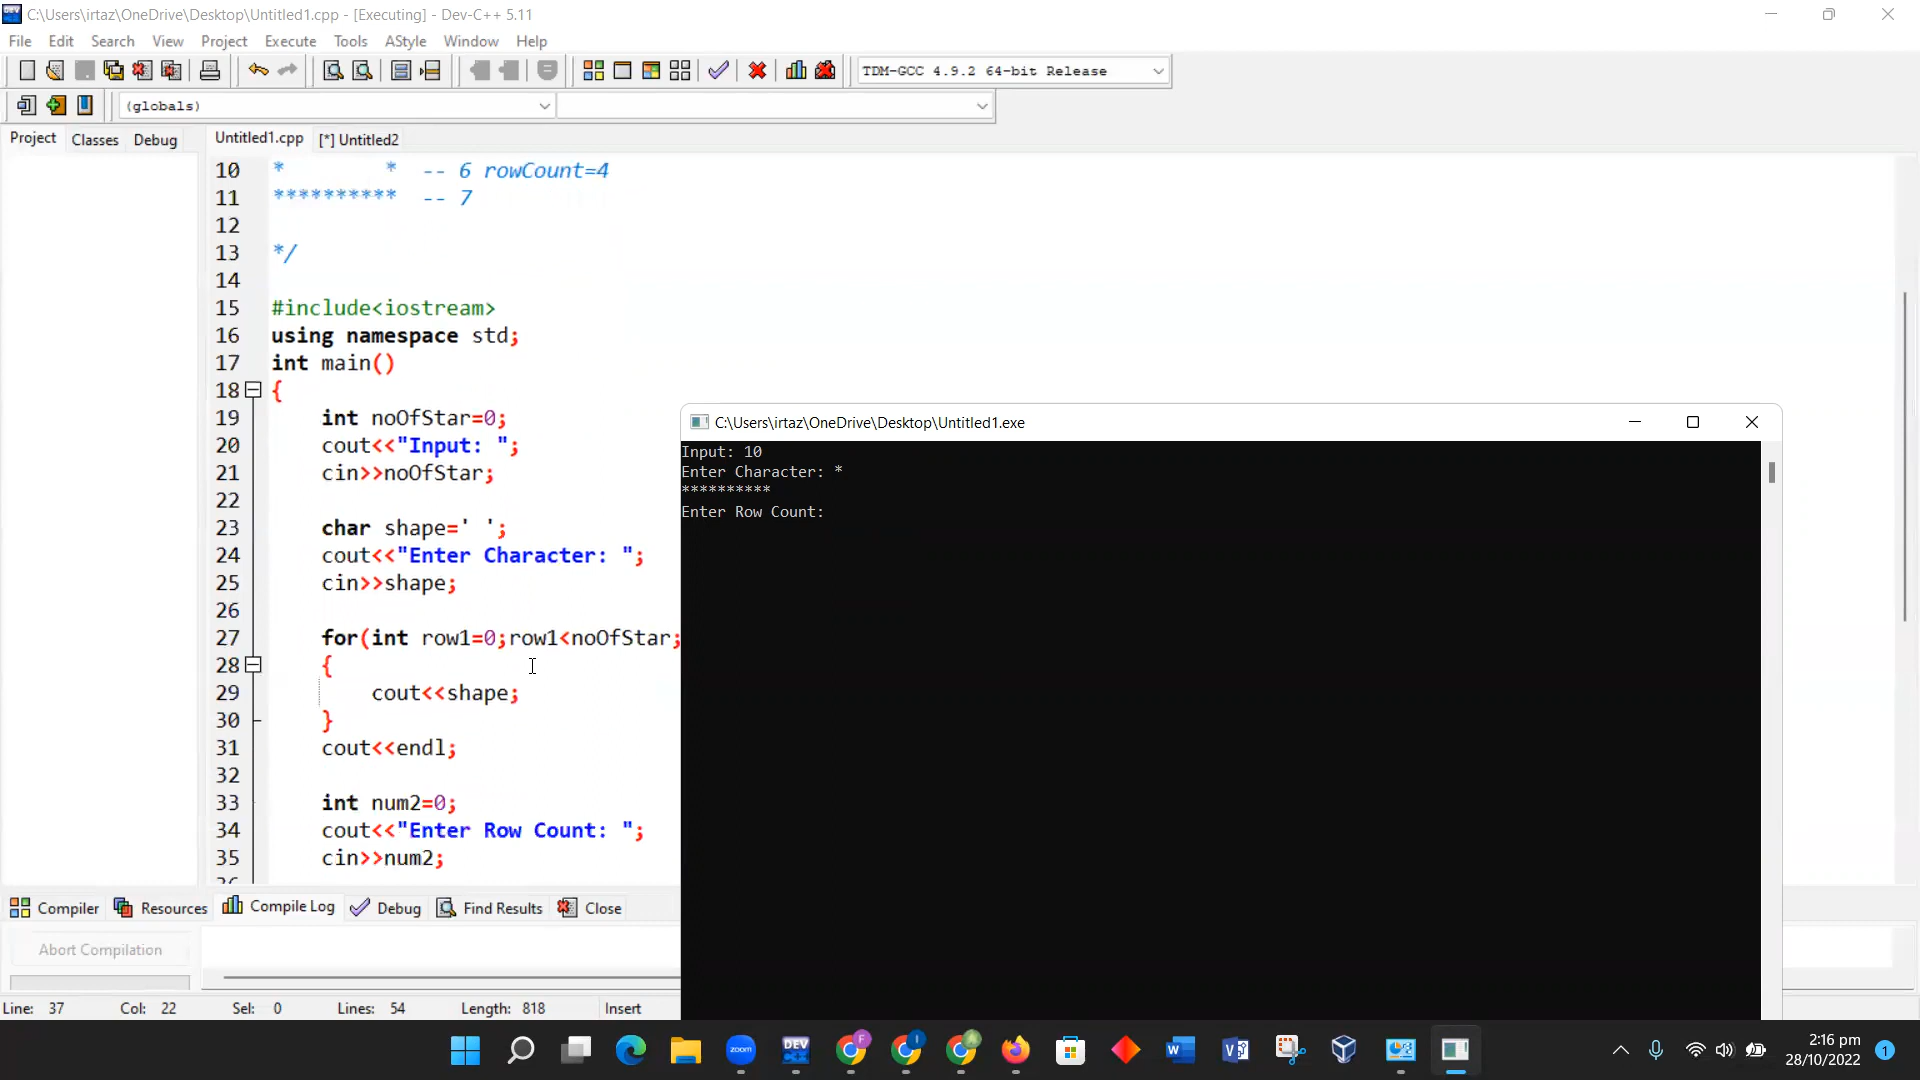 C:\Users\irtaz\OneDrive\Desktop\Untitled1.cpp - [Executing] - Dev-C++ 5.11
File Edit Search View Project Execute Tools AStyle Window Help
TDM-GCC 4.9.2 64-bit Release
(globals)
Project Classes Debug Untitled1.cpp [*] Untitled2
10 * * -- 6 rowCount=4
11 ********** -- 7
12
13 */
14
15 #include<iostream>
16 using namespace std;
17 int main()
18 {
19 int noOfStar=0;
20 cout<<"Input: ";
21 cin>>noOfStar;
22
23 char shape=' ';
24 cout<<"Enter Character: ";
25 cin>>shape;
26
27 for(int row1=0;row1<noOfStar;
28 {
29 cout<<shape;
30 }
31 cout<<endl;
32
33 int num2=0;
34 cout<<"Enter Row Count: ";
35 cin>>num2;
C:\Users\irtaz\OneDrive\Desktop\Untitled1.exe
Input: 10
Enter Character: *
**********
Enter Row Count:
Compiler Resources Compile Log Debug Find Results Close
Abort Compilation
Line: 37 Col: 22 Sel: 0 Lines: 54 Length: 818 Insert
zoom
DEV
F
I
A
W
V
2:16 pm
28/10/2022
1